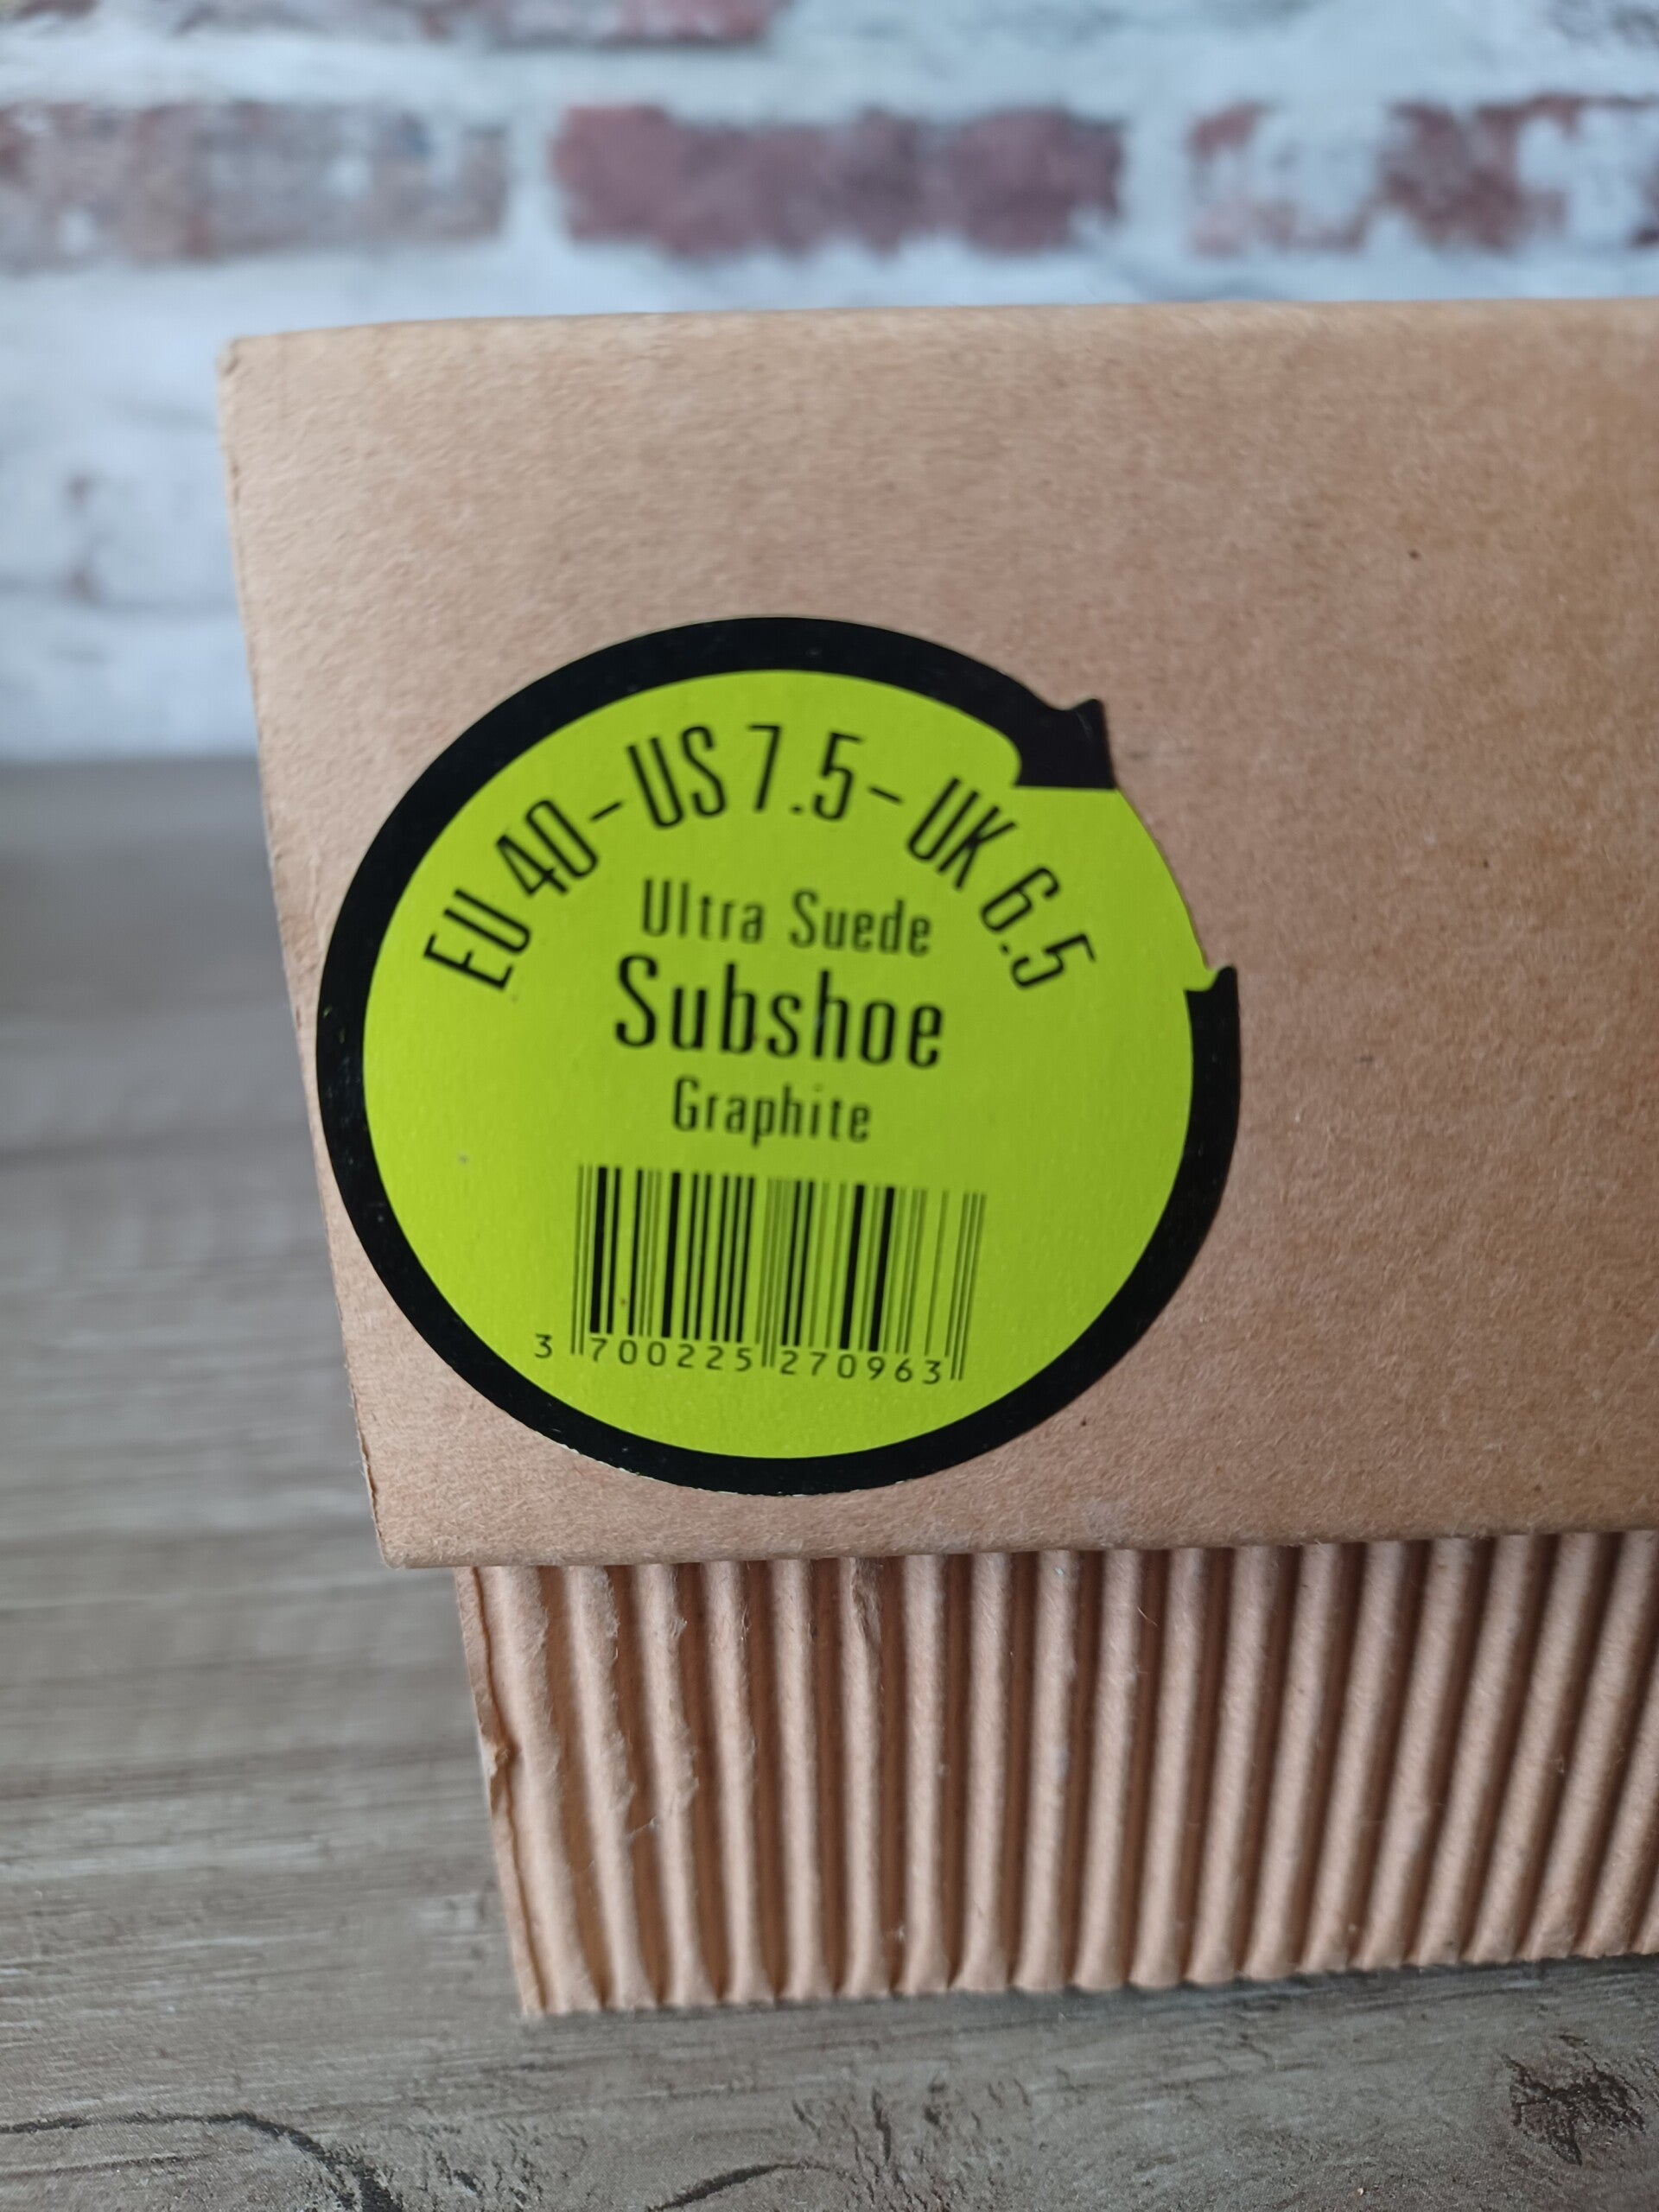 EU 40-US 7.5-UK 6.5
Ultra Suede
Subshoe
Graphite
3 700225 270963